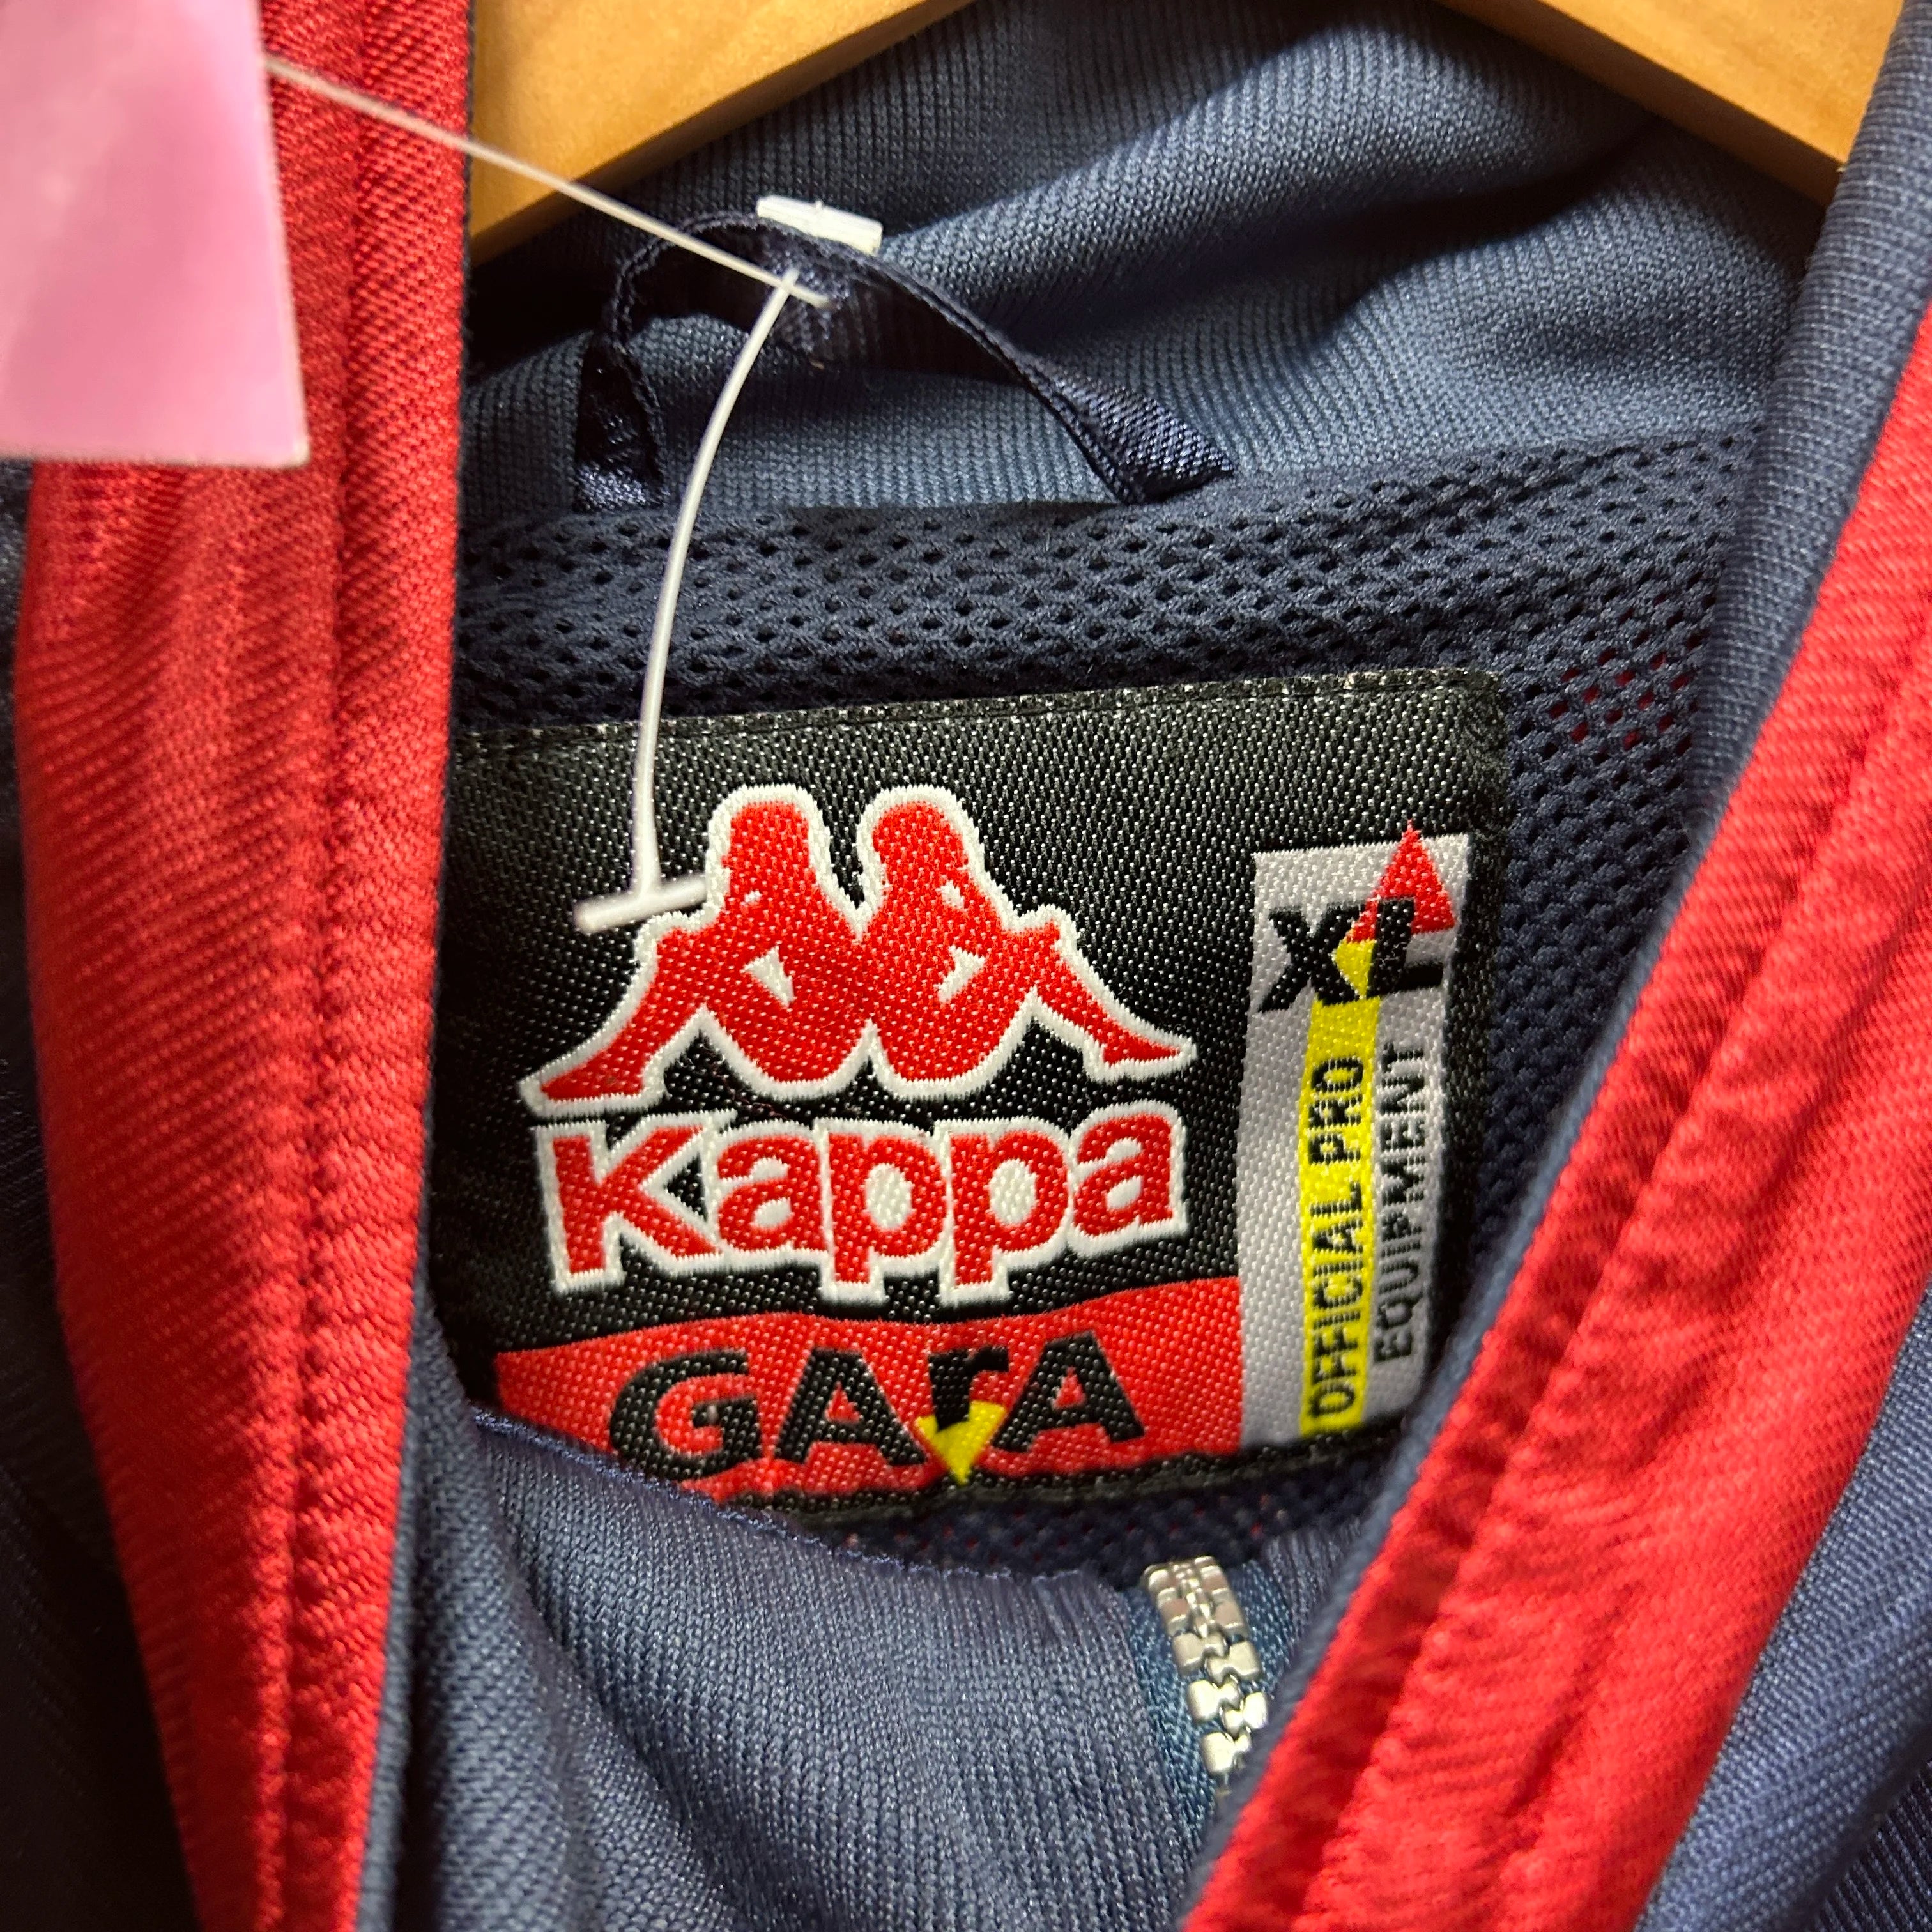 XL
Kappa
OFFICIAL PRO
EQUIPMENT
GArA